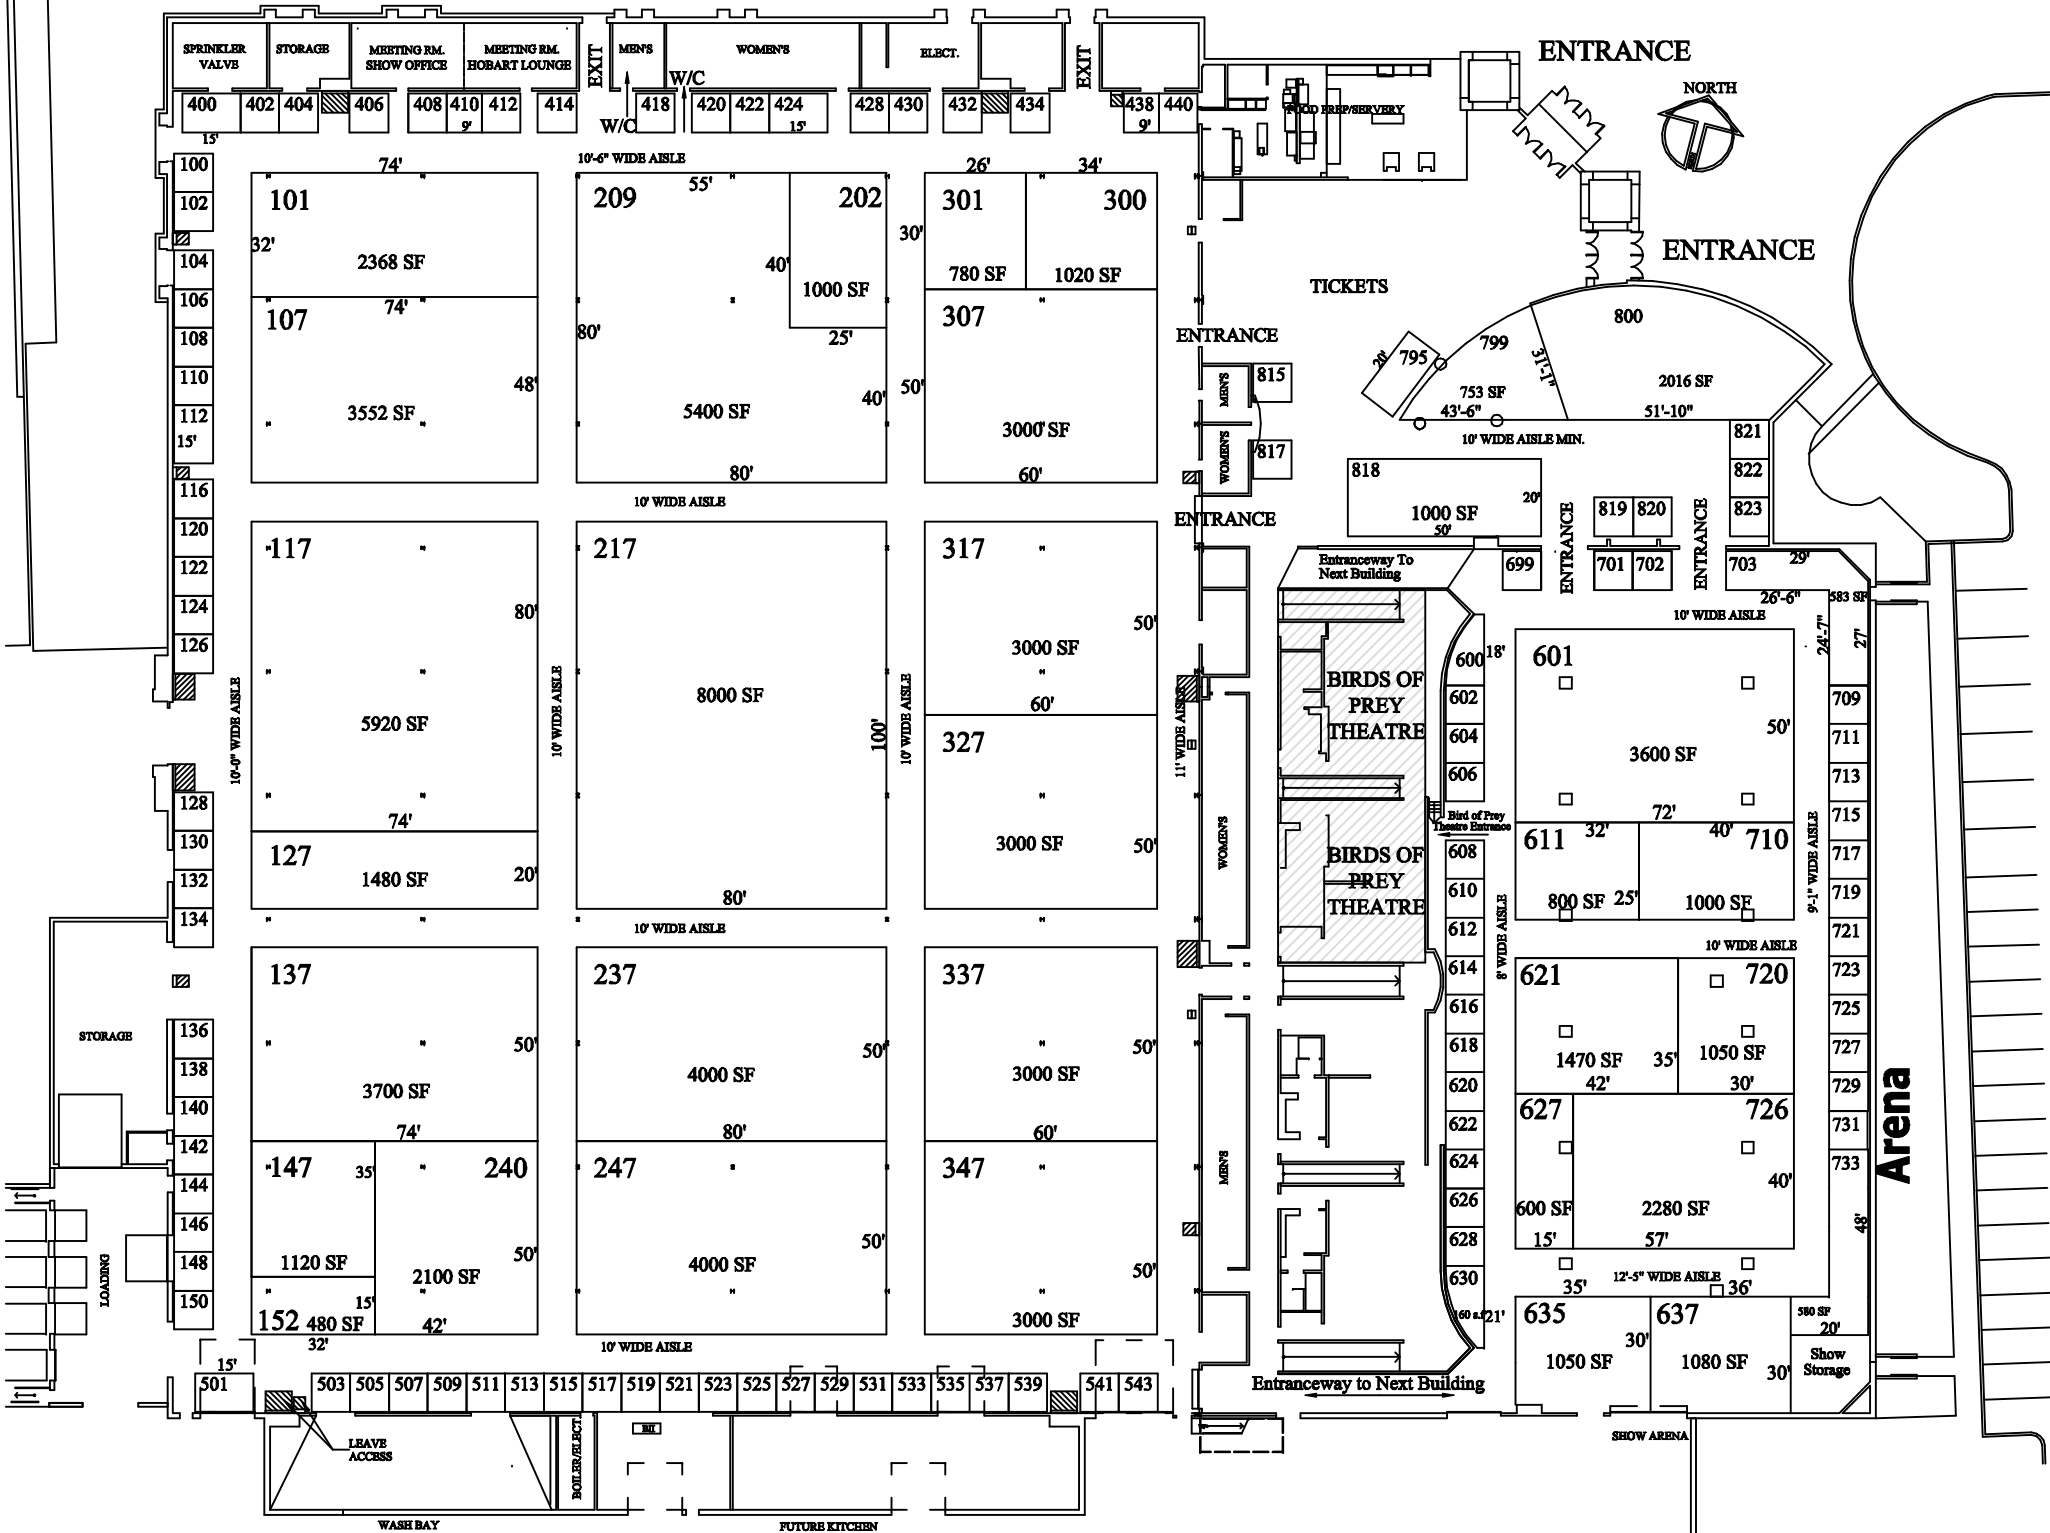 SPRINKLER
VALVE
STORAGE
MEETING RM.
SHOW OFFICE
MEETING RM.
HOBART LOUNGE
EXIT
MEN'S
WOMEN'S
W/C
W/C
ELECT.
EXIT
400
402
404
406
408
410
412
414
418
420
422
424
428
430
432
434
438
440
15'
9'
15'
9'
FOOD PREP/SERVERY
ENTRANCE
NORTH
ENTRANCE
TICKETS
10'-6" WIDE AISLE
100
102
104
106
108
110
112
15'
116
120
122
124
126
128
130
132
134
136
138
140
142
144
146
148
150
74'
101
32'
2368 SF
74'
107
48'
3552 SF
209
55'
202
40'
1000 SF
25'
80'
5400 SF
40'
80'
26'
34'
301
300
30'
780 SF
1020 SF
307
50'
3000 SF
60'
10' WIDE AISLE
ENTRANCE
ENTRANCE
MEN'S
WOMEN'S
815
817
795
20'
799
753 SF
43'-6"
31'-1"
800
2016 SF
51'-10"
10' WIDE AISLE MIN.
818
20'
1000 SF
50'
821
822
823
819
820
ENTRANCE
ENTRANCE
699
701
702
703
29'
26'-6"
583 SF
24'-7"
27'
10' WIDE AISLE
Entranceway To
Next Building
117
80'
5920 SF
74'
127
1480 SF
20'
10'-0" WIDE AISLE
10' WIDE AISLE
217
8000 SF
100'
80'
10' WIDE AISLE
317
50'
3000 SF
60'
327
3000 SF
50'
11' WIDE AISLE
WOMEN'S
BIRDS OF
PREY
THEATRE
BIRDS OF
PREY
THEATRE
600
18'
602
604
606
Bird of Prey
Theatre Entrance
608
610
612
614
616
618
620
622
624
626
628
630
160 s.f
21'
8' WIDE AISLE
601
50'
3600 SF
72'
611
32'
40'
710
800 SF
25'
1000 SF
9'-1" WIDE AISLE
709
711
713
715
717
719
721
723
725
727
729
731
733
48'
10' WIDE AISLE
621
720
1470 SF
35'
1050 SF
42'
30'
627
726
40'
600 SF
2280 SF
15'
57'
12'-5" WIDE AISLE
35'
36'
635
637
30'
1050 SF
1080 SF
30'
580 SF
20'
Show
Storage
Arena
SHOW ARENA
10' WIDE AISLE
STORAGE
LOADING
137
50'
3700 SF
74'
147
35'
240
1120 SF
50'
2100 SF
15'
152
480 SF
42'
32'
237
50'
4000 SF
80'
247
50'
4000 SF
337
50'
3000 SF
60'
347
50'
3000 SF
MEN'S
10' WIDE AISLE
15'
501
503
505
507
509
511
513
515
517
519
521
523
525
527
529
531
533
535
537
539
541
543
Entranceway to Next Building
LEAVE
ACCESS
BOILER/ELECT.
WASH BAY
FUTURE KITCHEN